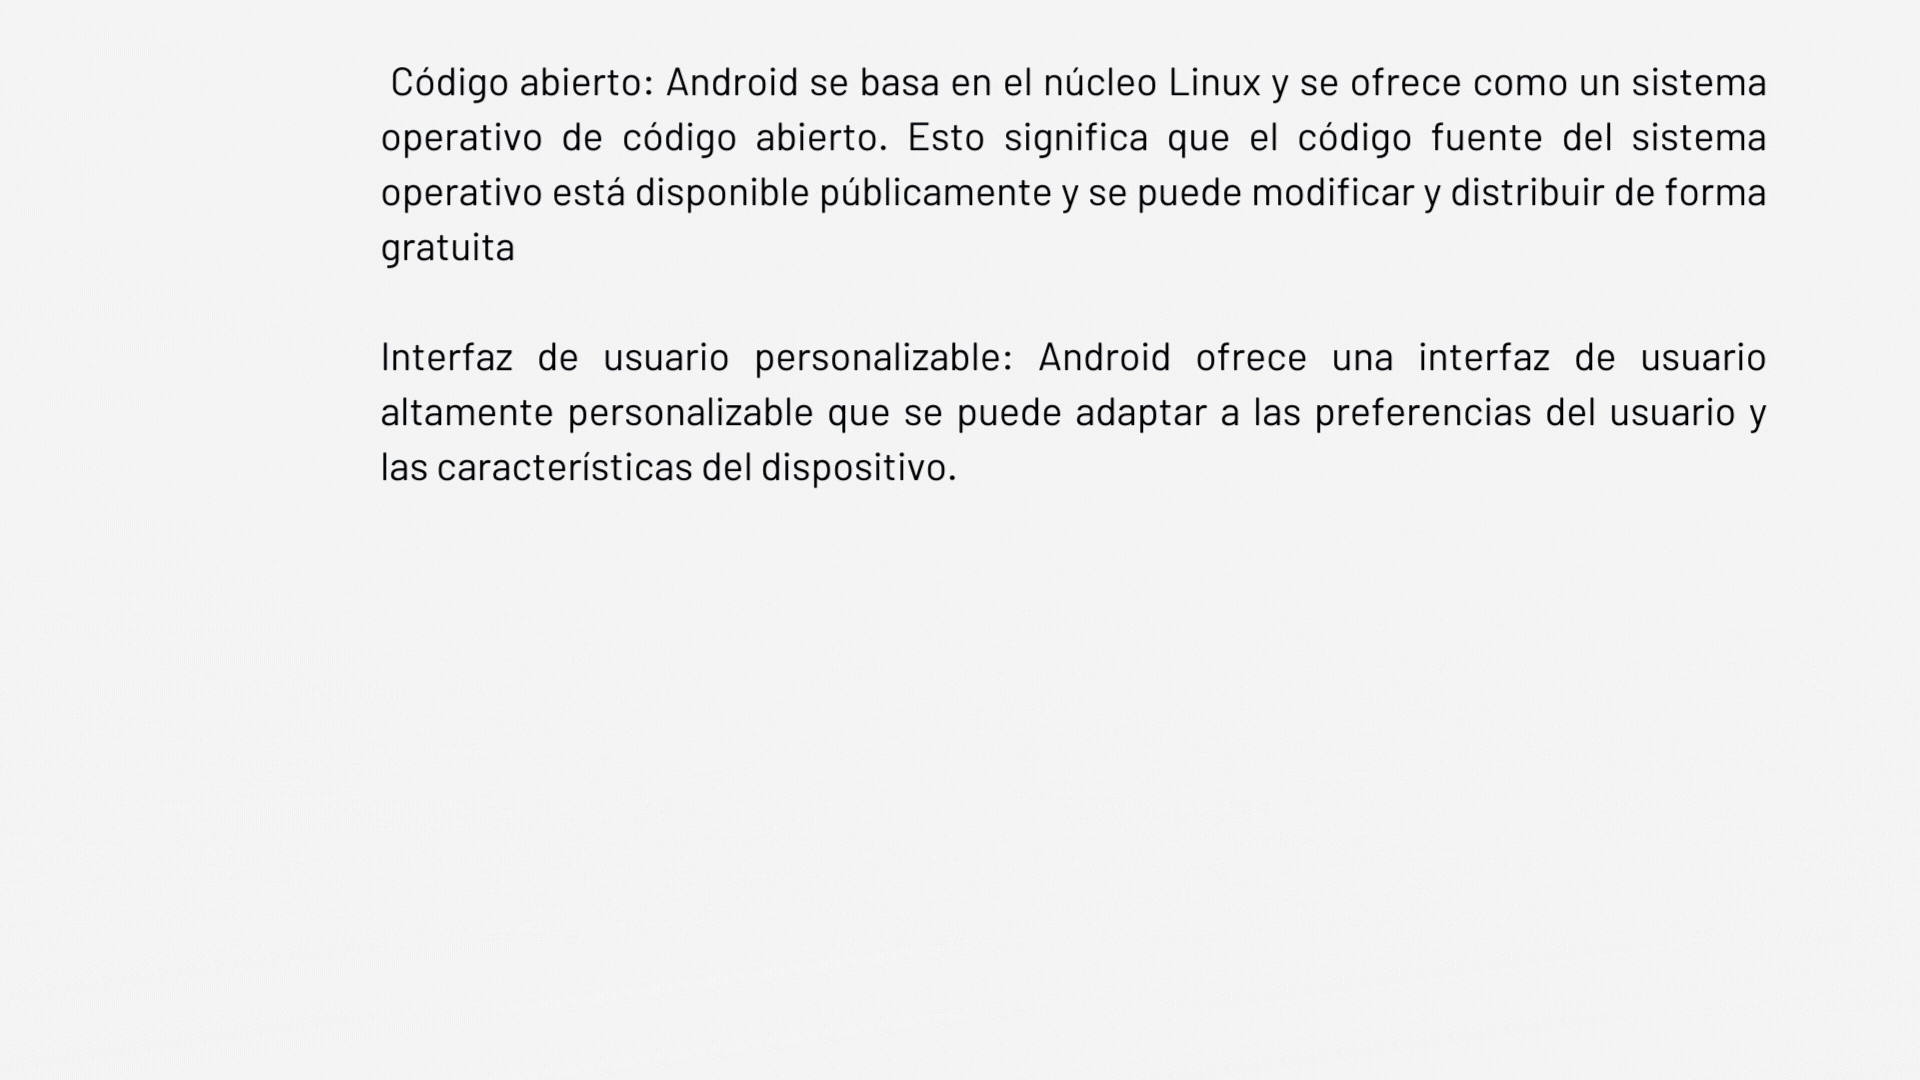 Código abierto: Android se basa en el núcleo Linux y se ofrece como un sistema
operativo de código abierto. Esto significa que el código fuente del sistema
operativo está disponible públicamente y se puede modificar y distribuir de forma
gratuita
Interfaz de usuario personalizable: Android ofrece una interfaz de usuario
altamente personalizable que se puede adaptar a las preferencias del usuario y
las características del dispositivo.